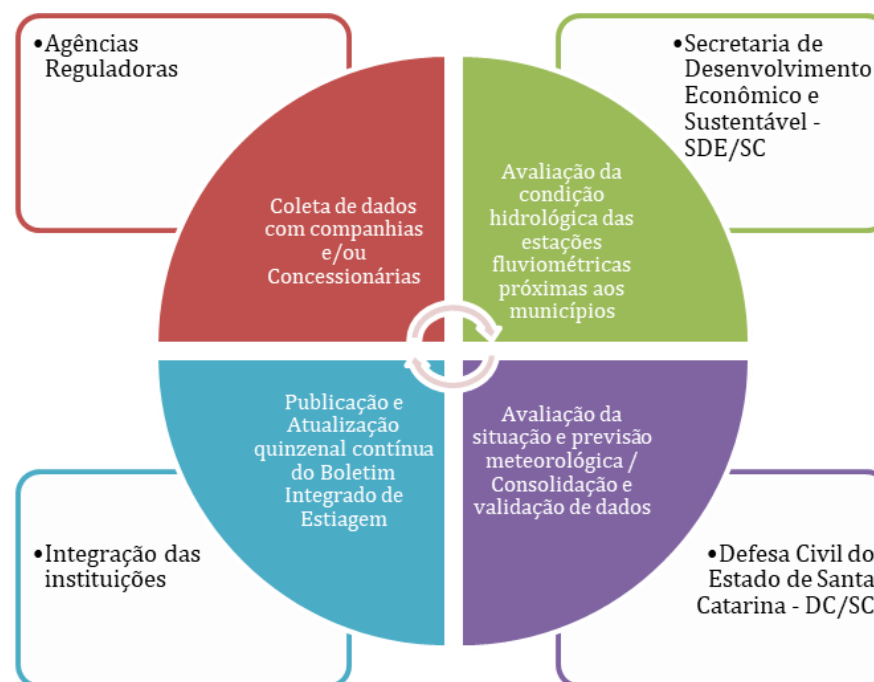 •Agências
Reguladoras
•Secretaria de
Desenvolvimento
Econômico e
Sustentável -
SDE/SC
Coleta de dados
com companhias
e/ou
Concessionárias
Avaliação da
condição
hidrológica das
estações
fluviométricas
próximas aos
municípios
Publicação e
Atualização
quinzenal contínua
do Boletim
Integrado de
Estiagem
Avaliação da
situação e previsão
meteorológica /
Consolidação e
validação de dados
•Integração das
instituições
•Defesa Civil do
Estado de Santa
Catarina - DC/SC